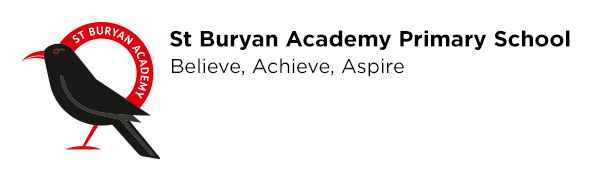 ST BURYAN ACADEMY
St Buryan Academy Primary School
Believe, Achieve, Aspire